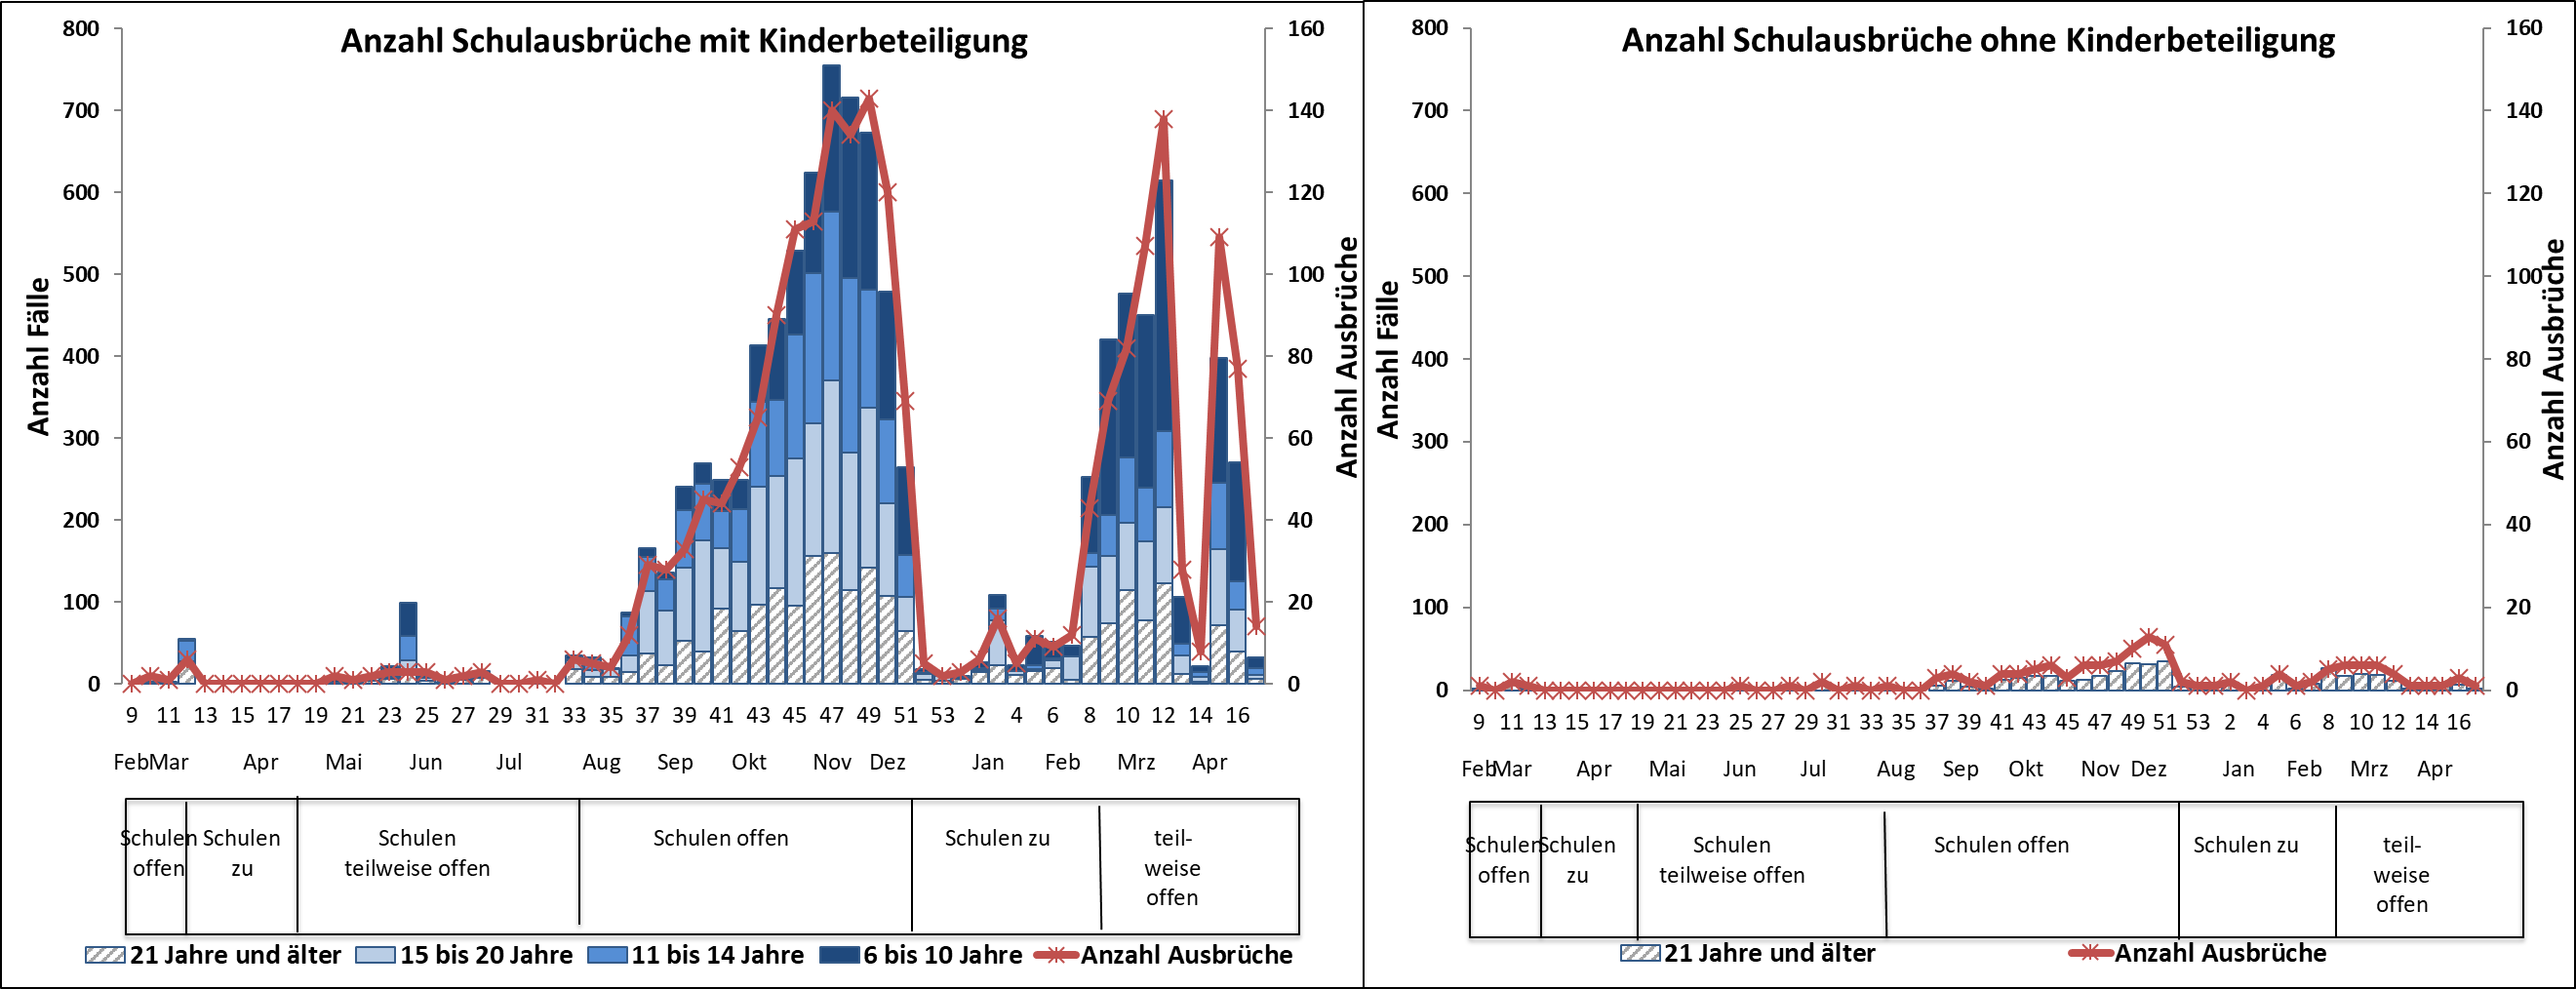 Anzahl Schulausbrüche mit Kinderbeteiligung
Anzahl Fälle
800
700
600
500
400
300
200
100
0
160
140
120
100
80
60
40
20
0
Anzahl Ausbrüche
9 11 13 15 17 19 21 23 25 27 29 31 33 35 37 39 41 43 45 47 49 51 53 2 4 6 8 10 12 14 16
Feb Mar Apr Mai Jun Jul Aug Sep Okt Nov Dez Jan Feb Mrz Apr
Schulen offen
Schulen zu
Schulen teilweise offen
Schulen offen
Schulen zu
teil-
weise
offen
21 Jahre und älter 15 bis 20 Jahre 11 bis 14 Jahre 6 bis 10 Jahre Anzahl Ausbrüche
Anzahl Schulausbrüche ohne Kinderbeteiligung
Anzahl Fälle
800
700
600
500
400
300
200
100
0
160
140
120
100
80
60
40
20
0
Anzahl Ausbrüche
9 11 13 15 17 19 21 23 25 27 29 31 33 35 37 39 41 43 45 47 49 51 53 2 4 6 8 10 12 14 16
Feb Mar Apr Mai Jun Jul Aug Sep Okt Nov Dez Jan Feb Mrz Apr
Schulen offen
Schulen zu
Schulen teilweise offen
Schulen offen
Schulen zu
teil-
weise
offen
21 Jahre und älter Anzahl Ausbrüche